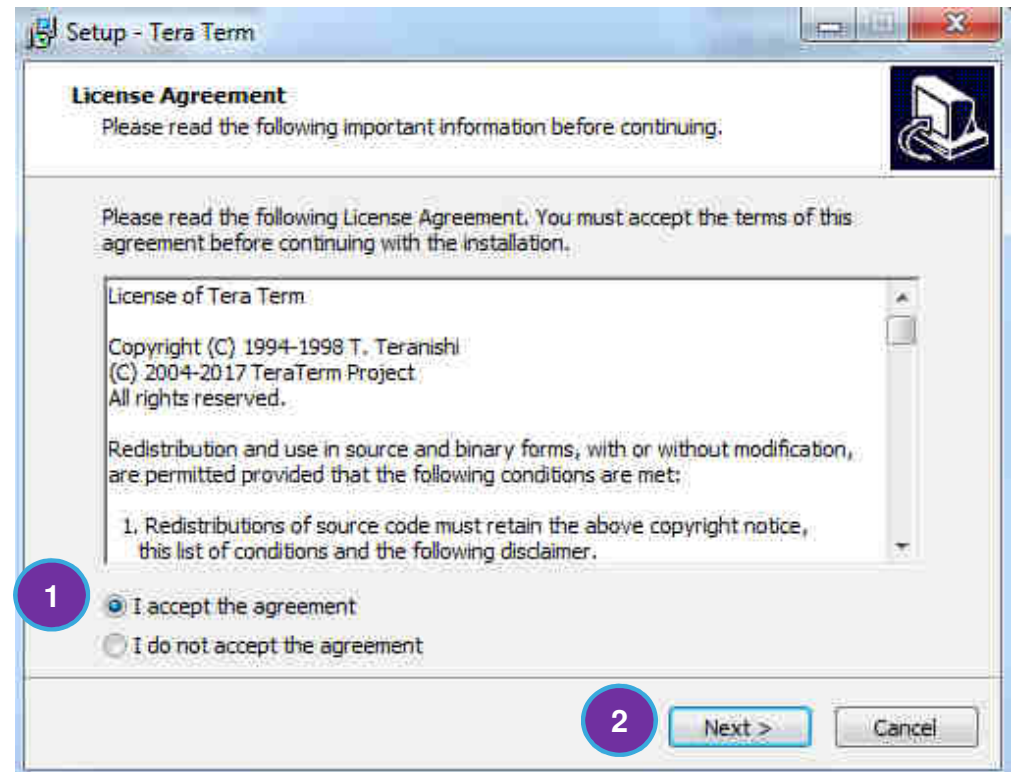 Setup - Tera Term
License Agreement
Please read the following important information before continuing.
Please read the following License Agreement. You must accept the terms of this
agreement before continuing with the installation.
License of Tera Term
Copyright (C) 1994-1998 T. Teranishi
(C) 2004-2017 TeraTerm Project
All rights reserved.
Redistribution and use in source and binary forms, with or without modification,
are permitted provided that the following conditions are met:
1. Redistributions of source code must retain the above copyright notice,
this list of conditions and the following disclaimer.
1
I accept the agreement
I do not accept the agreement
2
Next >
Cancel